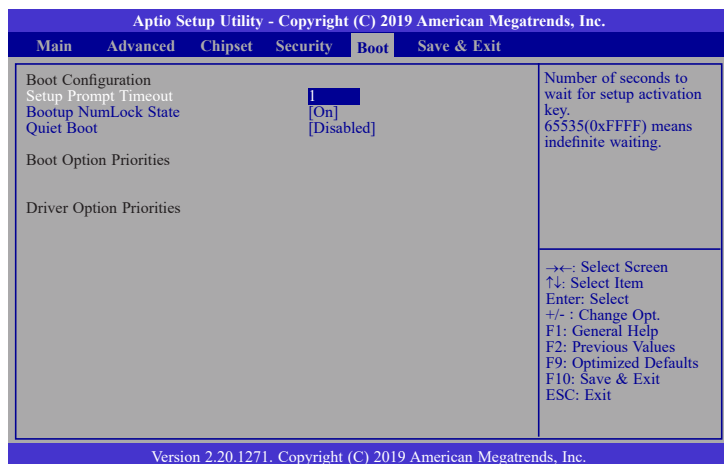 Aptio Setup Utility - Copyright (C) 2019 American Megatrends, Inc.
Main Advanced Chipset Security Boot Save & Exit
Boot Configuration
Setup Prompt Timeout 1
Bootup NumLock State [On]
Quiet Boot [Disabled]
Boot Option Priorities
Driver Option Priorities
Number of seconds to
wait for setup activation
key.
65535(0xFFFF) means
indefinite waiting.
→←: Select Screen
↑↓: Select Item
Enter: Select
+/- : Change Opt.
F1: General Help
F2: Previous Values
F9: Optimized Defaults
F10: Save & Exit
ESC: Exit
Version 2.20.1271. Copyright (C) 2019 American Megatrends, Inc.